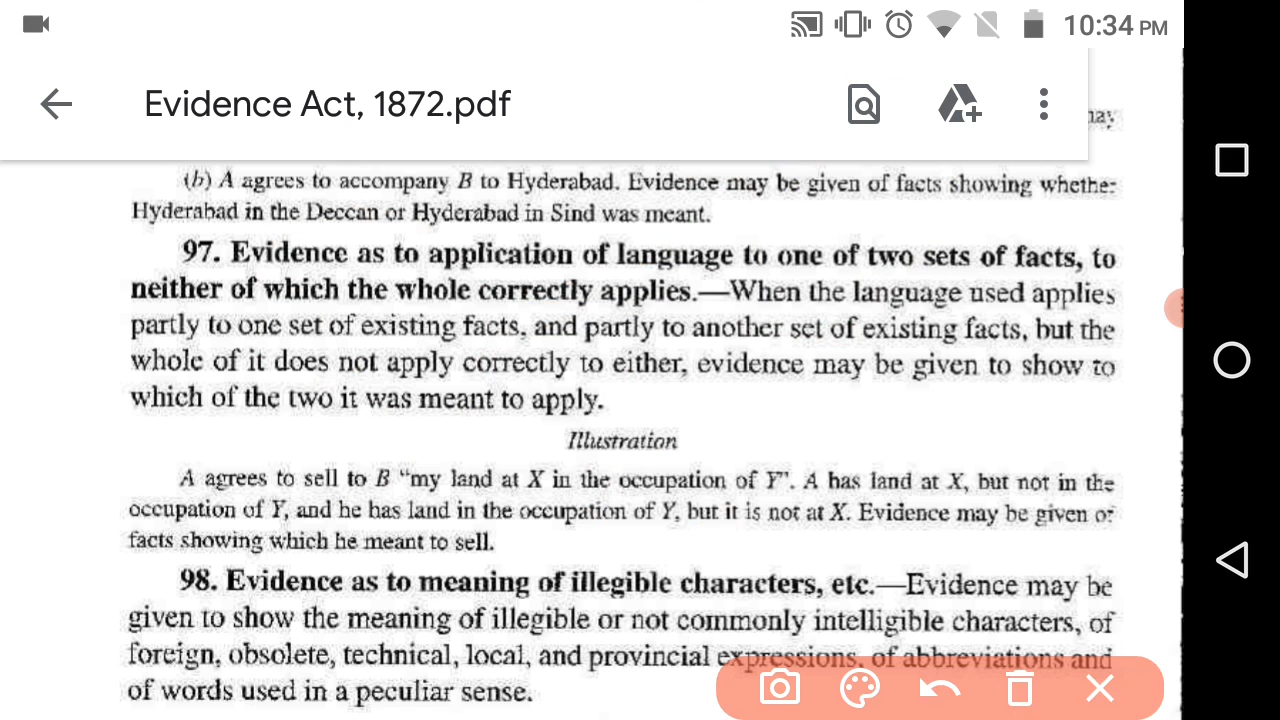 10:34 PM
Evidence Act, 1872.pdf
may
(b) A agrees to accompany B to Hyderabad. Evidence may be given of facts showing whether
Hyderabad in the Deccan or Hyderabad in Sind was meant.
97. Evidence as to application of language to one of two sets of facts, to
neither of which the whole correctly applies.—When the language used applies
partly to one set of existing facts, and partly to another set of existing facts, but the
whole of it does not apply correctly to either, evidence may be given to show to
which of the two it was meant to apply.
Illustration
A agrees to sell to B “my land at X in the occupation of Y”. A has land at X, but not in the
occupation of Y, and he has land in the occupation of Y, but it is not at X. Evidence may be given of
facts showing which he meant to sell.
98. Evidence as to meaning of illegible characters, etc.—Evidence may be
given to show the meaning of illegible or not commonly intelligible characters, of
foreign, obsolete, technical, local, and provincial expressions, of abbreviations and
of words used in a peculiar sense.